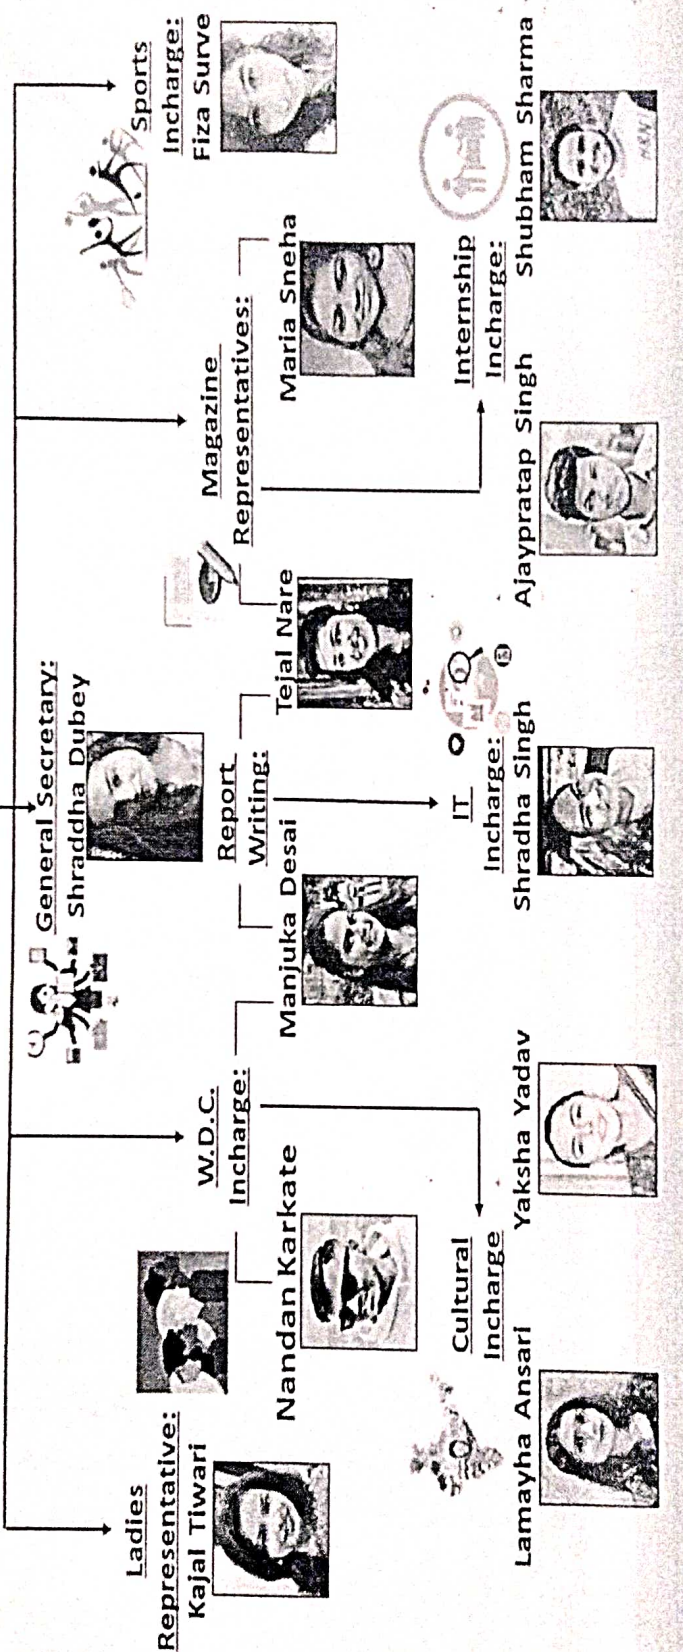 General Secretary:
Shraddha Dubey
Ladies
Representative:
Kajal Tiwari
W.D.C.
Incharge:
Nandan Karkate
Manjuka Desai
Report
Writing:
Tejal Nare
Magazine
Representatives:
Maria Sneha
Sports
Incharge:
Fiza Surve
Cultural
Incharge
Lamayha Ansari
Yaksha Yadav
IT
Incharge:
Shradha Singh
Internship
Incharge:
Ajaypratap Singh
Shubham Sharma